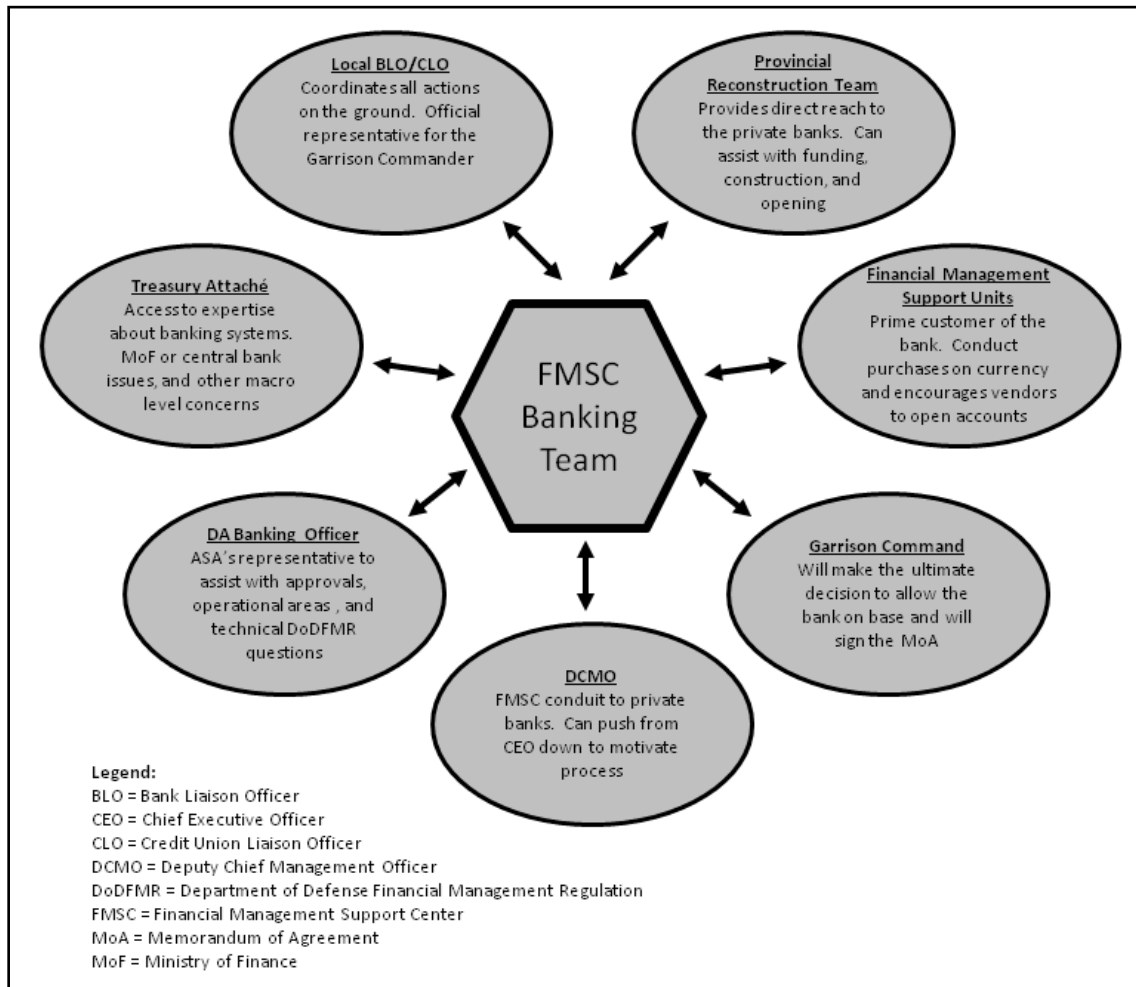 Local BLO/CLO
Coordinates all actions
on the ground. Official
representative for the
Garrison Commander
Provincial
Reconstruction Team
Provides direct reach to
the private banks. Can
assist with funding,
construction, and
opening
Treasury Attaché
Access to expertise
about banking systems.
MoF or central bank
issues, and other macro
level concerns
Financial Management
Support Units
Prime customer of the
bank. Conduct
purchases on currency
and encourages vendors
to open accounts
FMSC
Banking
Team
DA Banking Officer
ASA's representative to
assist with approvals,
operational areas , and
technical DoDFMR
questions
Garrison Command
Will make the ultimate
decision to allow the
bank on base and will
sign the MoA
DCMO
FMSC conduit to private
banks. Can push from
CEO down to motivate
process
Legend:
BLO = Bank Liaison Officer
CEO = Chief Executive Officer
CLO = Credit Union Liaison Officer
DCMO = Deputy Chief Management Officer
DoDFMR = Department of Defense Financial Management Regulation
FMSC = Financial Management Support Center
MoA = Memorandum of Agreement
MoF = Ministry of Finance